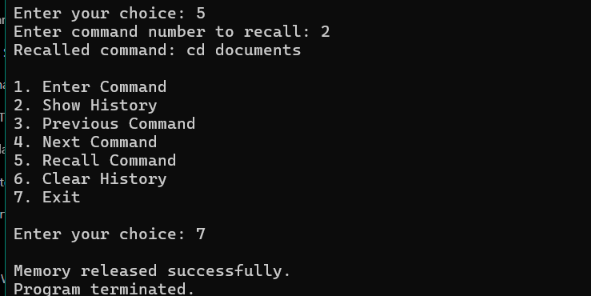 Enter your choice: 5
Enter command number to recall: 2
Recalled command: cd documents
1. Enter Command
2. Show History
3. Previous Command
4. Next Command
5. Recall Command
6. Clear History
7. Exit
Enter your choice: 7
Memory released successfully.
Program terminated.